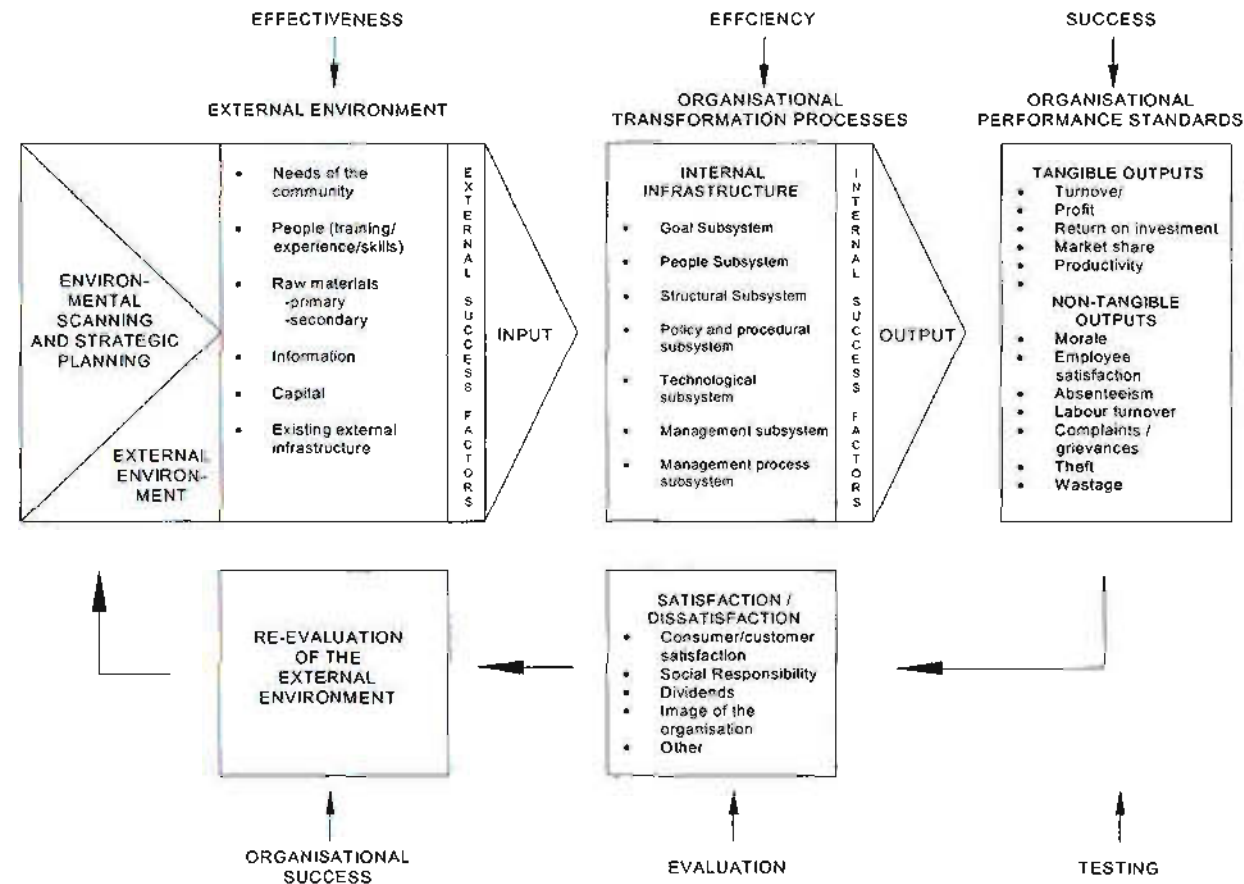 EFFECTIVENESS
EFFCIENCY
SUCCESS
EXTERNAL ENVIRONMENT
ORGANISATIONAL
TRANSFORMATION PROCESSES
ORGANISATIONAL
PERFORMANCE STANDARDS
ENVIRON-
MENTAL
SCANNING
AND STRATEGIC
PLANNING
EXTERNAL
ENVIRON-
MENT
• Needs of the
community
• People (training/
experience/skills)
• Raw materials
-primary
-secondary
• Information
• Capital
• Existing external
infrastructure
EXTERNAL SUCCESS FACTORS
INPUT
INTERNAL
INFRASTRUCTURE
• Goal Subsystem
• People Subsystem
• Structural Subsystem
• Policy and procedural
subsystem
• Technological
subsystem
• Management subsystem
• Management process
subsystem
INTERNAL SUCCESS FACTORS
OUTPUT
TANGIBLE OUTPUTS
• Turnover
• Profit
• Return on investment
• Market share
• Productivity
•
NON-TANGIBLE
OUTPUTS
• Morale
• Employee
satisfaction
• Absenteeism
• Labour turnover
• Complaints /
grievances
• Theft
• Wastage
RE-EVALUATION
OF THE
EXTERNAL
ENVIRONMENT
SATISFACTION /
DISSATISFACTION
• Consumer/customer
satisfaction
• Social Responsibility
• Dividends
• Image of the
organisation
• Other
ORGANISATIONAL
SUCCESS
EVALUATION
TESTING